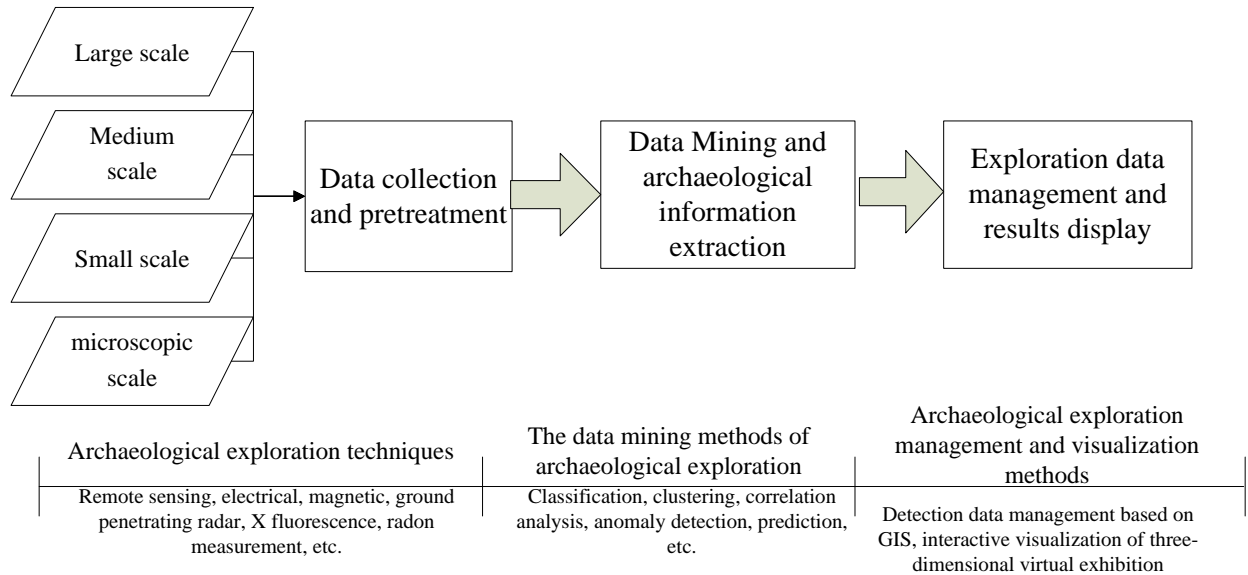 Large scale
Medium
scale
Small scale
microscopic
scale
Data collection
and pretreatment
Data Mining and
archaeological
information
extraction
Exploration data
management and
results display
Archaeological exploration techniques
Remote sensing, electrical, magnetic, ground
penetrating radar, X fluorescence, radon
measurement, etc.
The data mining methods of
archaeological exploration
Classification, clustering, correlation
analysis, anomaly detection, prediction,
etc.
Archaeological exploration
management and visualization
methods
Detection data management based on
GIS, interactive visualization of three-
dimensional virtual exhibition